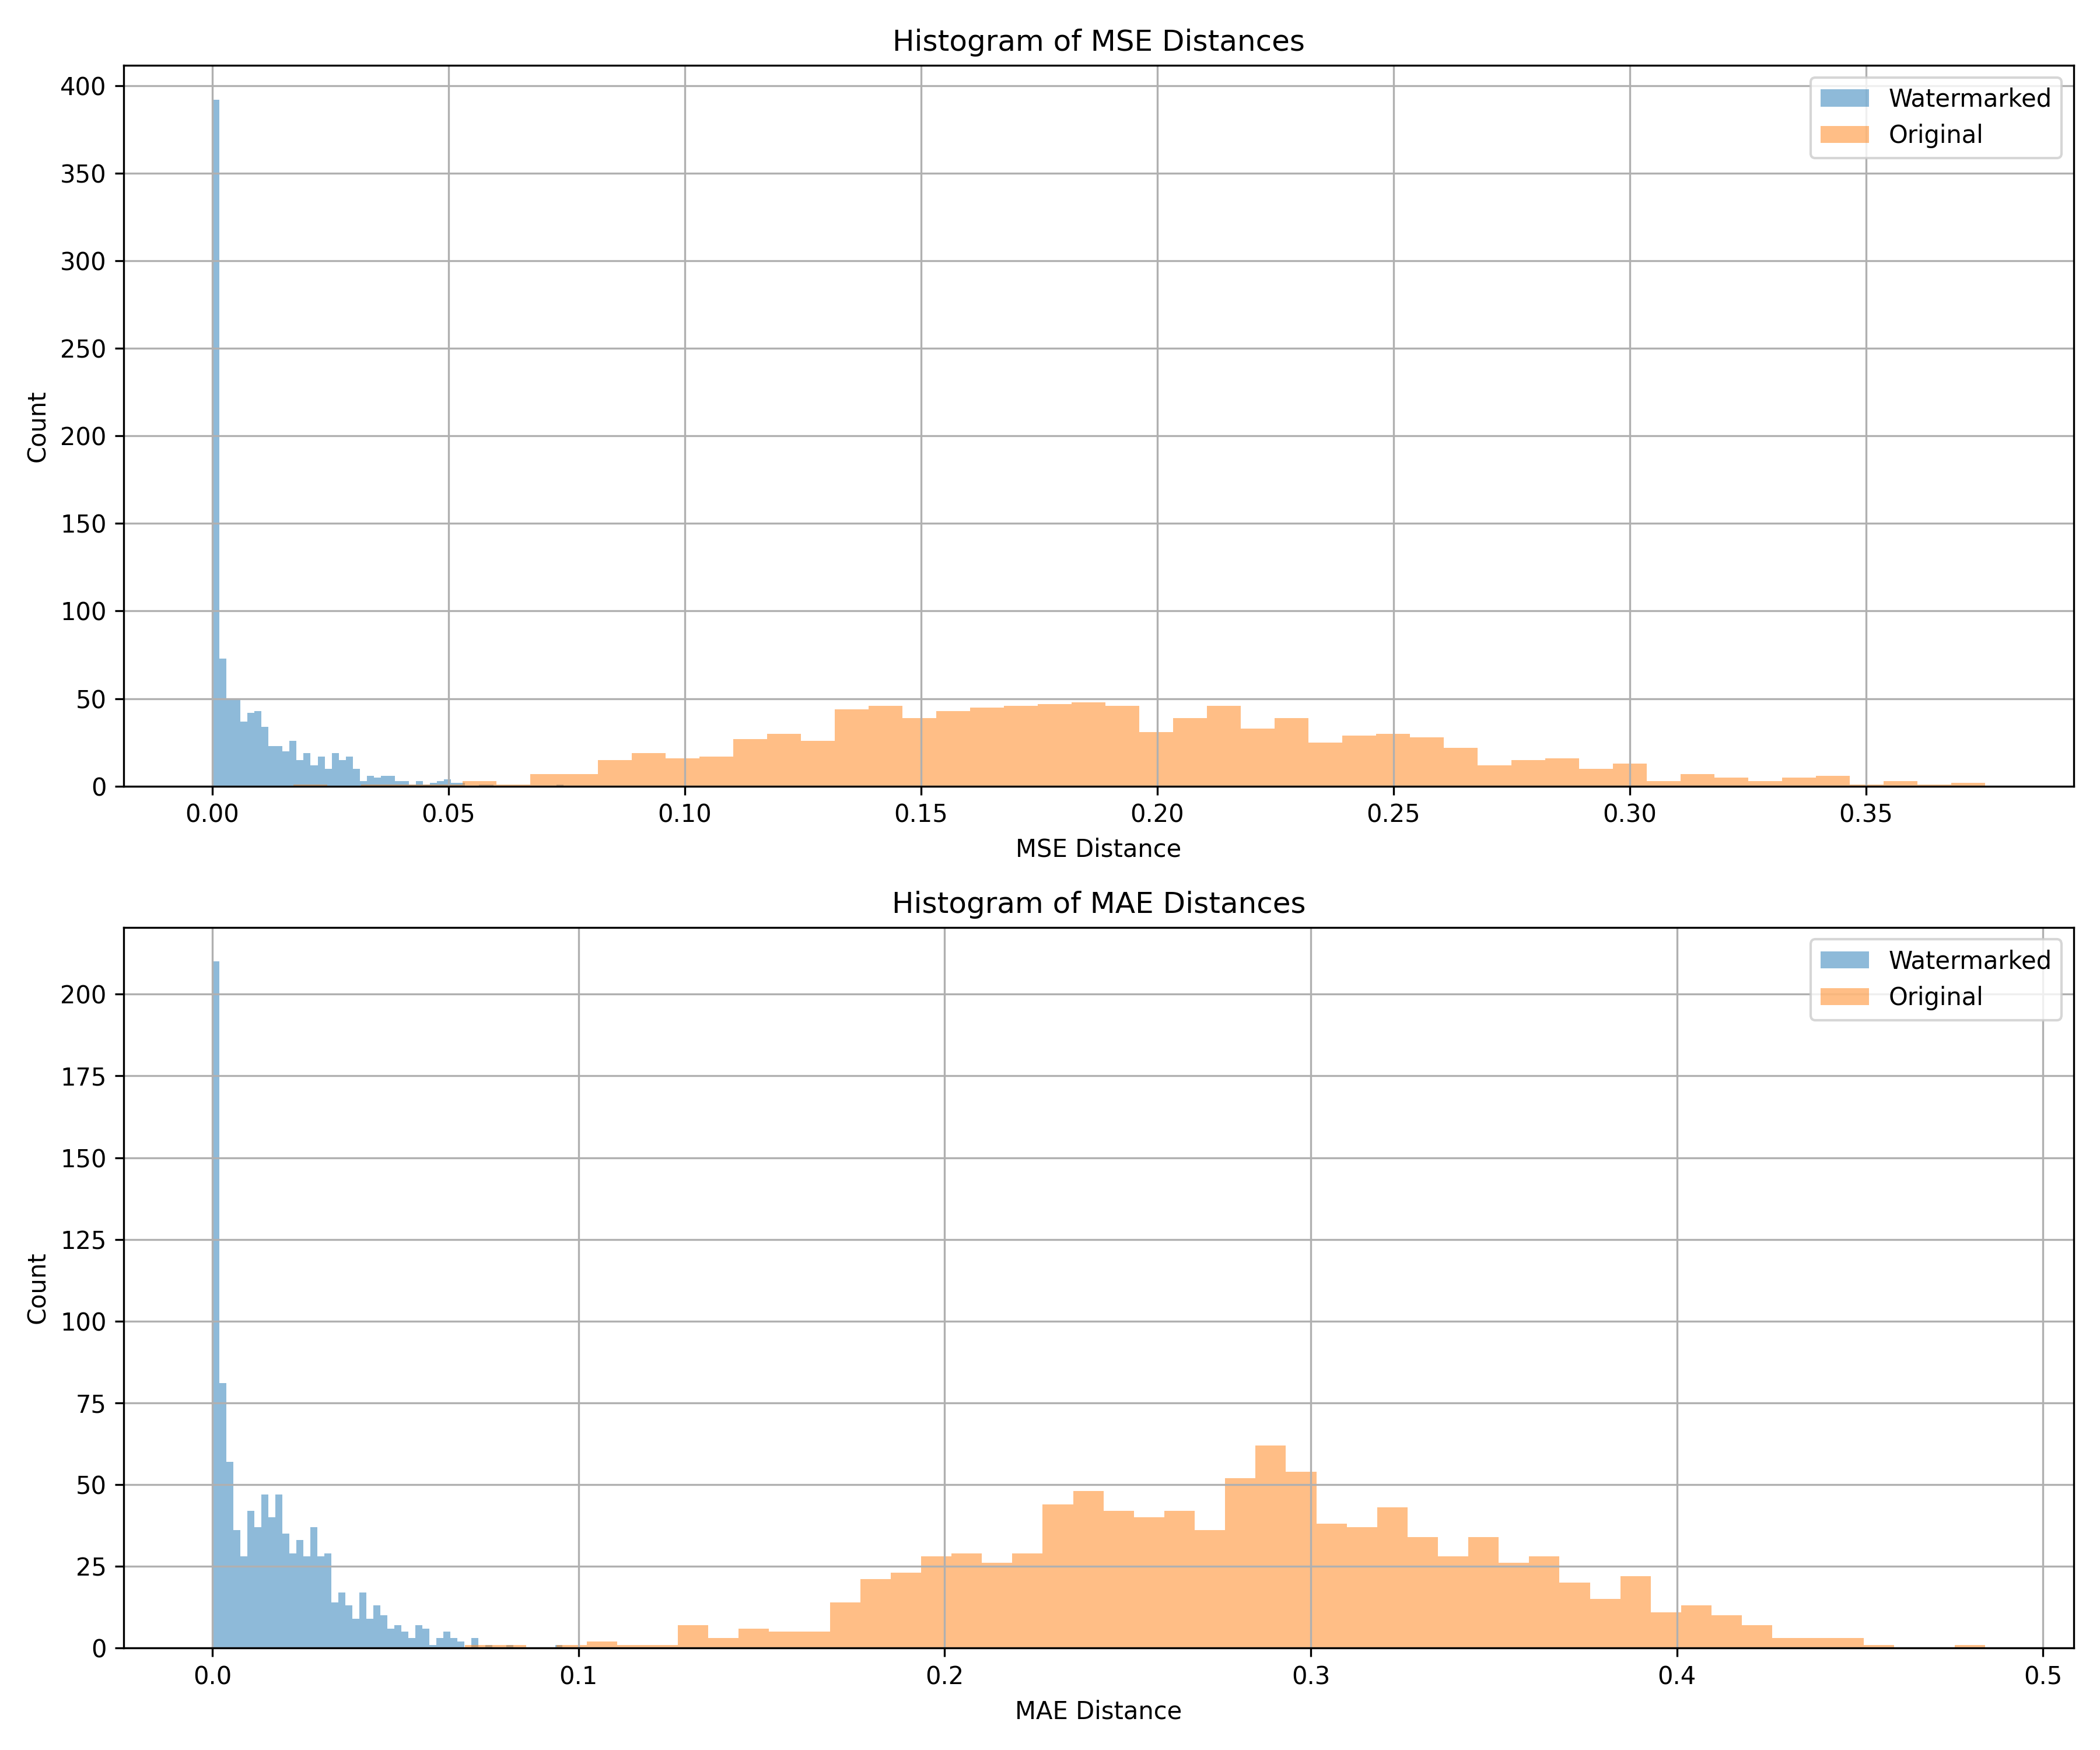 Histogram of MSE Distances
Watermarked
Original
Count
400
350
300
250
200
150
100
50
0
0.00 0.05 0.10 0.15 0.20 0.25 0.30 0.35
MSE Distance
Histogram of MAE Distances
Watermarked
Original
Count
200
175
150
125
100
75
50
25
0
0.0 0.1 0.2 0.3 0.4 0.5
MAE Distance